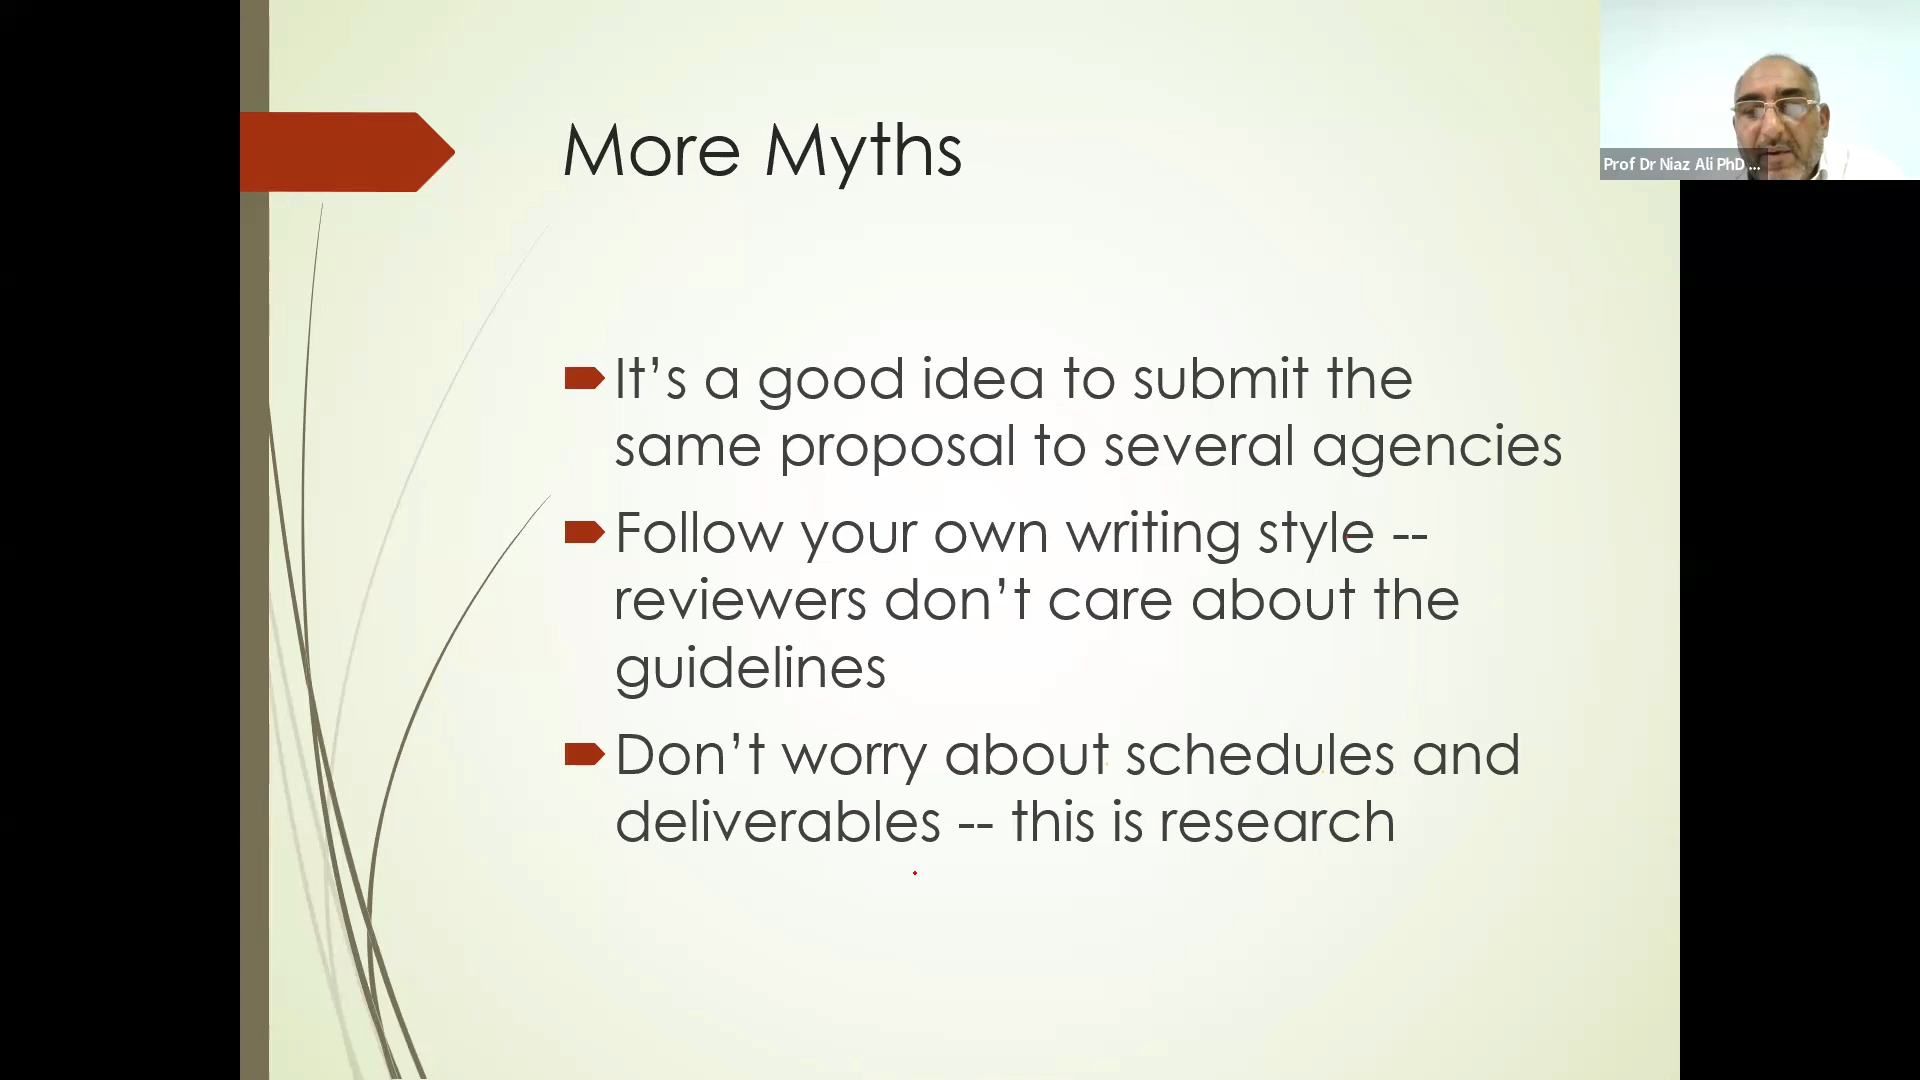 More Myths
Prof Dr Niaz Ali PhD ...
It’s a good idea to submit the
same proposal to several agencies
Follow your own writing style --
reviewers don’t care about the
guidelines
Don’t worry about schedules and
deliverables -- this is research